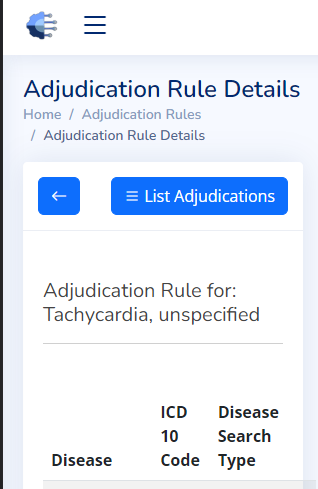 Adjudication Rule Details
Home / Adjudication Rules
/ Adjudication Rule Details
← ≡ List Adjudications
Adjudication Rule for:
Tachycardia, unspecified
ICD Disease
10 Search
Disease Code Type